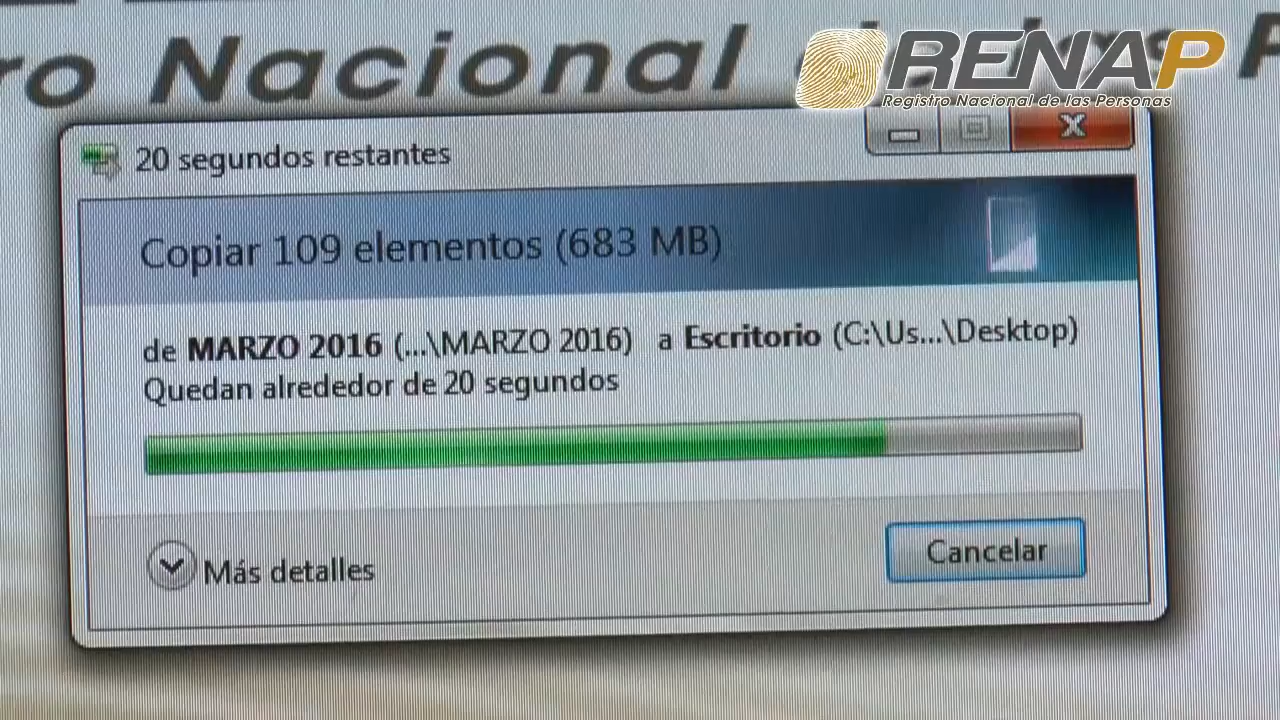 ro Nacional
RENAP
Registro Nacional de las Personas
20 segundos restantes
Copiar 109 elementos (683 MB)
de MARZO 2016 (...\MARZO 2016) a Escritorio (C:\Us...\Desktop)
Quedan alrededor de 20 segundos
Más detalles
Cancelar